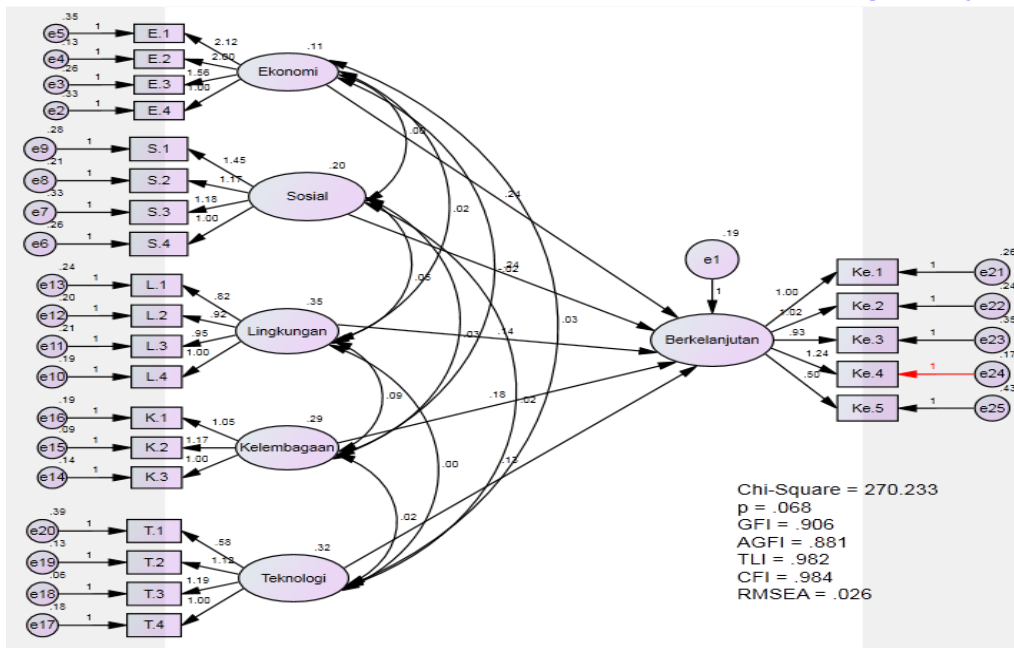 .35
e5 1 E.1
.13
e4 1 E.2
.26
e3 1 E.3
.33
e2 1 E.4
2.12
2.00
1.56
1.00
.11
Ekonomi
.28
e9 1 S.1
.21
e8 1 S.2
.33
e7 1 S.3
.26
e6 1 S.4
1.45
1.17
1.18
1.00
.20
Sosial
.24
e13 1 L.1
.20
e12 1 L.2
.21
e11 1 L.3
.19
e10 1 L.4
.82
.92
.95
1.00
.35
Lingkungan
.19
e16 1 K.1
.09
e15 1 K.2
.14
e14 1 K.3
1.05
1.17
1.00
.29
Kelembagaan
.39
e20 1 T.1
.13
e19 1 T.2
.06
e18 1 T.3
.18
e17 1 T.4
.58
1.12
1.19
1.00
.32
Teknologi
.02
.05
.03
.09
.00
.02
.02
.03
.24
.24
.14
.18
.19
e1
1
Berkelanjutan
1.00
1.02
.93
1.24
.50
Ke.1 1 e21
Ke.2 1 e22
.24
Ke.3 1 e23
.35
Ke.4 1 e24
.17
Ke.5 1 e25
.43
Chi-Square = 270.233
p = .068
GFI = .906
AGFI = .881
TLI = .982
CFI = .984
RMSEA = .026